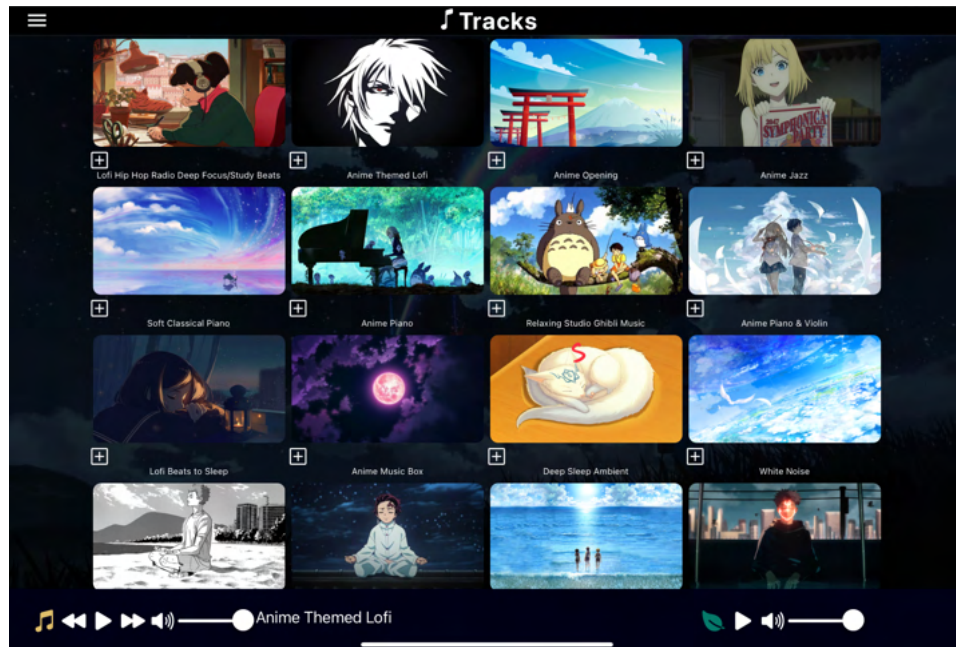 Tracks
SYMPHONICA
PARTY
Lofi Hip Hop Radio Deep Focus/Study Beats
Anime Themed Lofi
Anime Opening
Anime Jazz
Soft Classical Piano
Anime Piano
Relaxing Studio Ghibli Music
Anime Piano & Violin
Lofi Beats to Sleep
Anime Music Box
Deep Sleep Ambient
White Noise
Anime Themed Lofi